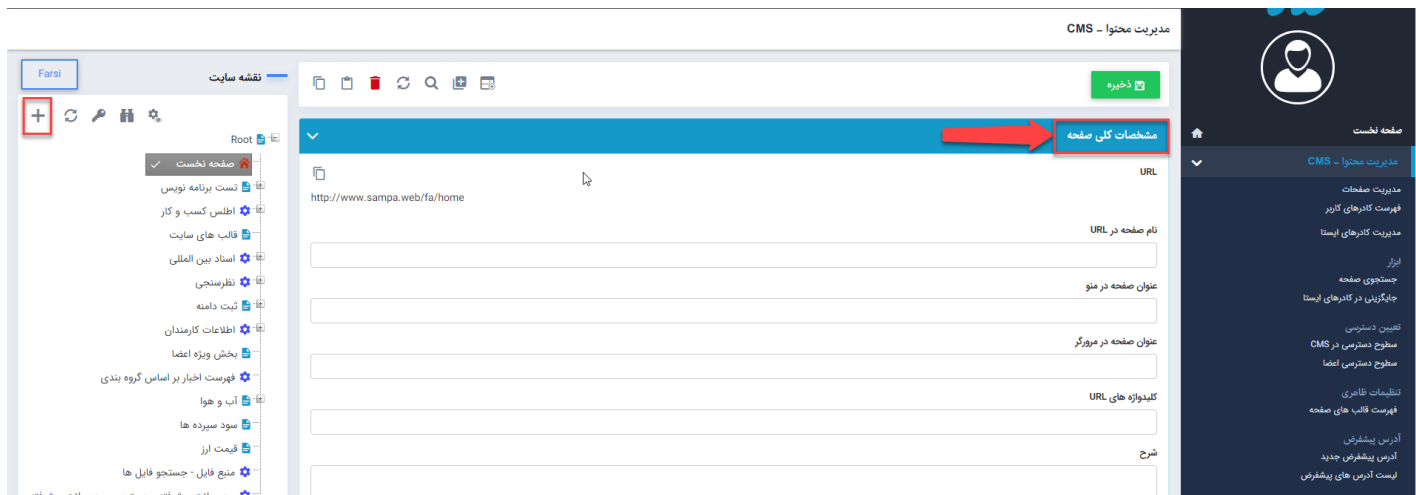 مدیریت محتوا - CMS
صفحه نخست
مدیریت محتوا - CMS
مدیریت صفحات
فهرست کادرهای کاربر
مدیریت کادرهای ایستا
ابزار
جستجوی صفحه
جایگزینی در کادرهای ایستا
تعیین دسترسی
سطوح دسترسی در CMS
سطوح دسترسی اعضا
تنظیمات ظاهری
فهرست قالب های صفحه
آدرس پیشفرض
آدرس پیشفرض جدید
لیست آدرس های پیشفرض
ذخیره
مشخصات کلی صفحه
URL
http://www.sampa.web/fa/home
نام صفحه در URL
عنوان صفحه در منو
عنوان صفحه در مرورگر
کلیدواژه های URL
شرح
نقشه سایت
Farsi
Root
صفحه نخست
تست برنامه نویس
اطلس کسب و کار
قالب های سایت
اسناد بین المللی
نظرسنجی
ثبت دامنه
اطلاعات کارمندان
بخش ویژه اعضا
فهرست اخبار بر اساس گروه بندی
آب و هوا
سود سپرده ها
قیمت ارز
منبع فایل - جستجو فایل ها